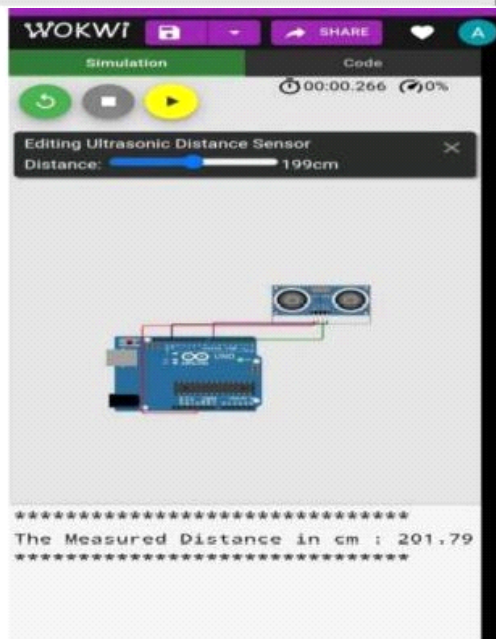 WOKWI SHARE A
Simulation Code
00:00.266 0%
Editing Ultrasonic Distance Sensor
Distance: 199cm
UNO
*******************************
The Measured Distance in cm : 201.79
*******************************